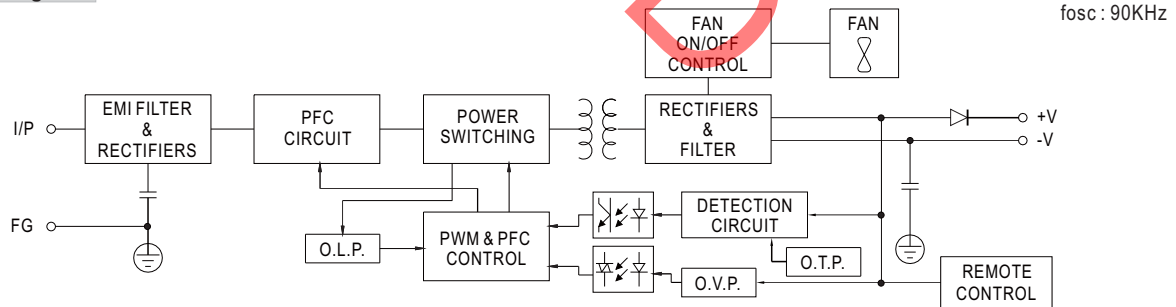 fosc : 90KHz
FAN
ON/OFF
CONTROL
FAN
I/P
EMI FILTER
&
RECTIFIERS
PFC
CIRCUIT
POWER
SWITCHING
RECTIFIERS
&
FILTER
+V
-V
FG
O.L.P.
PWM & PFC
CONTROL
DETECTION
CIRCUIT
O.T.P.
O.V.P.
REMOTE
CONTROL